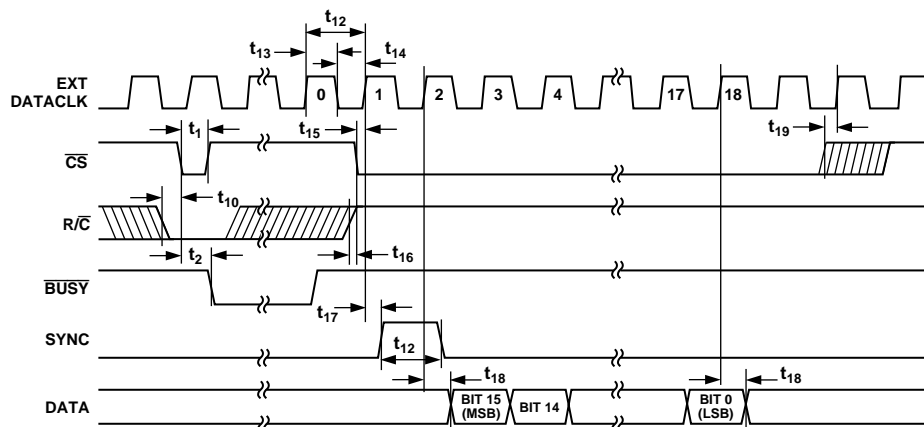 t12
t13
t14
EXT
DATACLK
0
1
2
3
4
17
18
t1
t15
t19
CS
t10
R/C
t2
t16
BUSY
t17
SYNC
t12
t18
t18
DATA
BIT 15
(MSB)
BIT 14
BIT 0
(LSB)